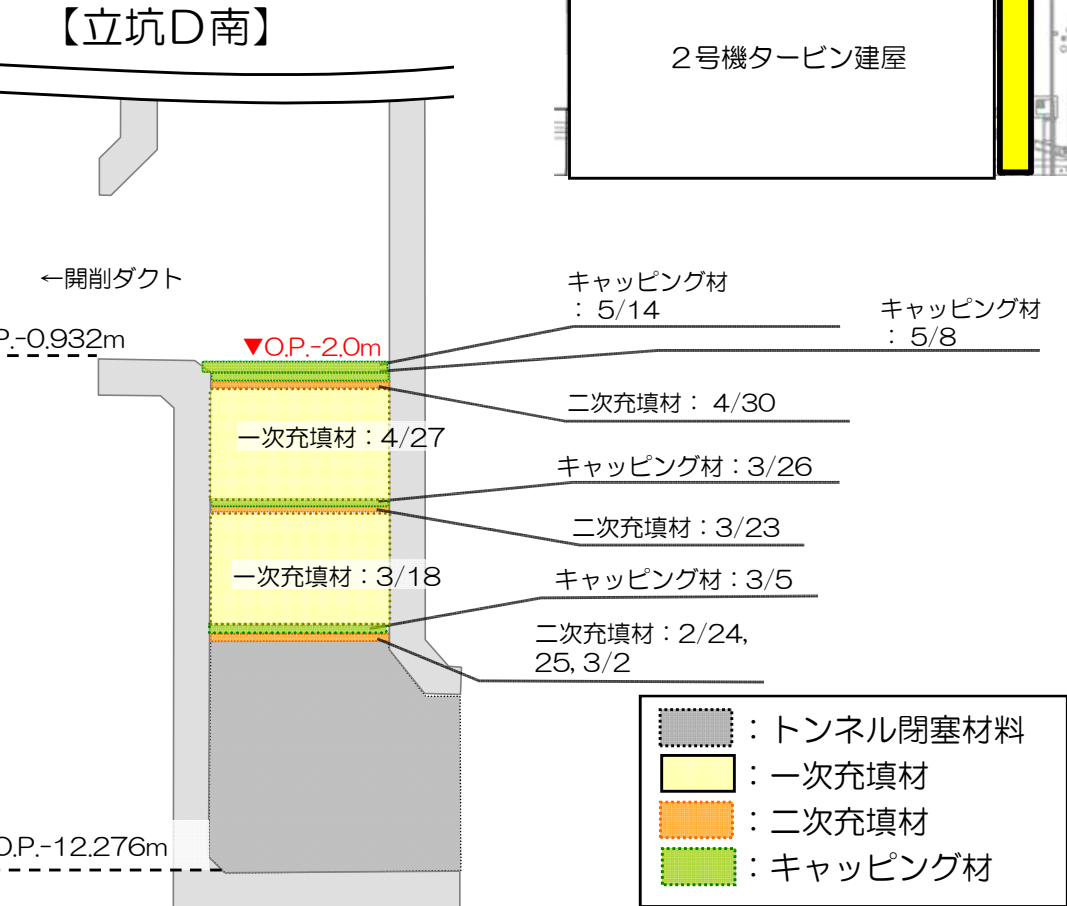 【立坑D南】
2号機タービン建屋
←開削ダクト
P.-0.932m
▼O.P.-2.0m
キャッピング材
：5/14
キャッピング材
：5/8
二次充填材： 4/30
一次充填材：4/27
キャッピング材：3/26
二次充填材：3/23
一次充填材：3/18
キャッピング材：3/5
二次充填材：2/24,
25, 3/2
O.P.-12.276m
：トンネル閉塞材料
：一次充填材
：二次充填材
：キャッピング材